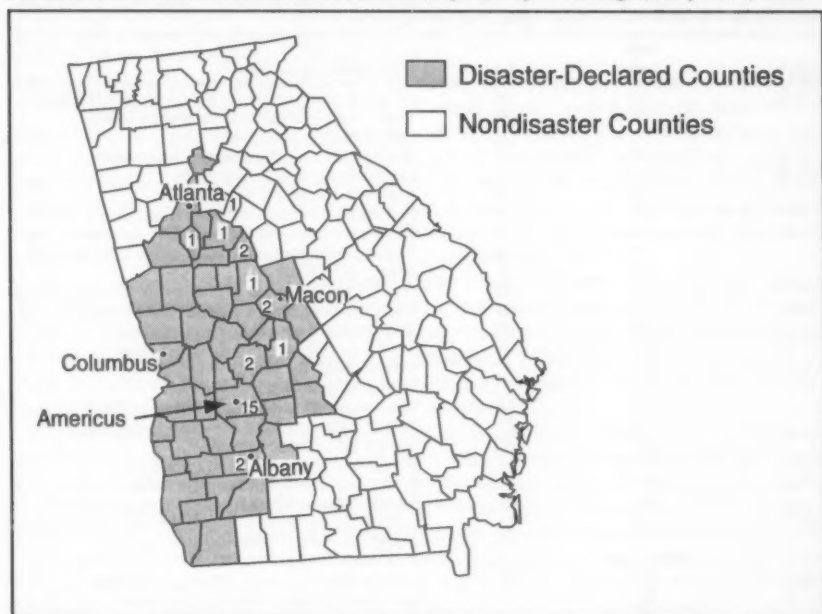 Disaster-Declared Counties
Nondisaster Counties
Atlanta
1
1
1
2
1
2
Macon
1
Columbus
2
Americus
15
2
Albany